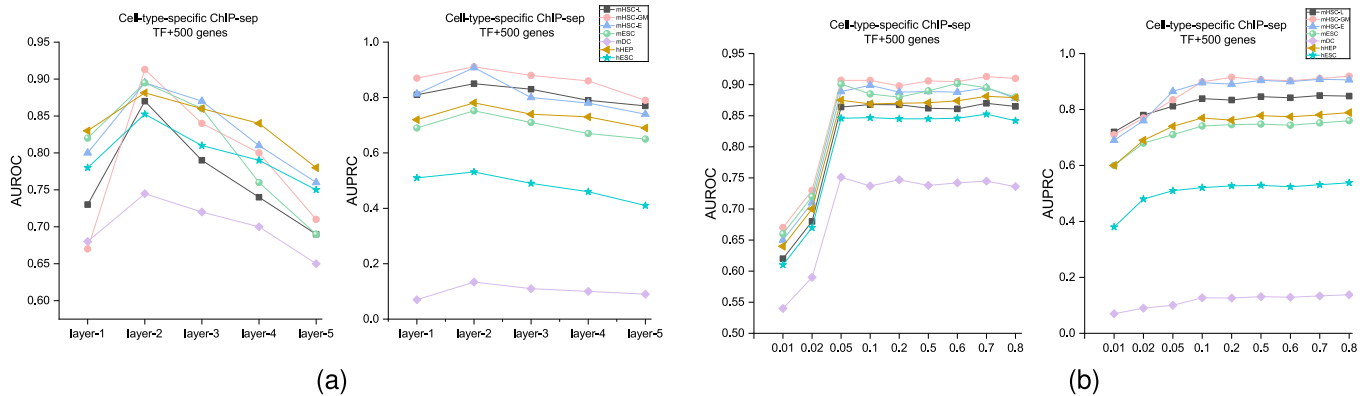 Cell-type-specific ChIP-sep
TF+500 genes
AUROC
0.95
0.90
0.85
0.80
0.75
0.70
0.65
0.60
layer-1 layer-2 layer-3 layer-4 layer-5
Cell-type-specific ChIP-sep
TF+500 genes
mHSC-L
mHSC-GM
mHSC-E
mESC
mDC
hHEP
hESC
AUPRC
1.0
0.8
0.6
0.4
0.2
0.0
layer-1 layer-2 layer-3 layer-4 layer-5
(a)
Cell-type-specific ChIP-sep
TF+500 genes
AUROC
0.95
0.90
0.85
0.80
0.75
0.70
0.65
0.60
0.55
0.50
0.01 0.02 0.05 0.1 0.2 0.5 0.6 0.7 0.8
Cell-type-specific ChIP-sep
TF+500 genes
mHSC-L
mHSC-GM
mHSC-E
mESC
mDC
hHEP
hESC
AUPRC
1.0
0.8
0.6
0.4
0.2
0.0
0.01 0.02 0.05 0.1 0.2 0.5 0.6 0.7 0.8
(b)